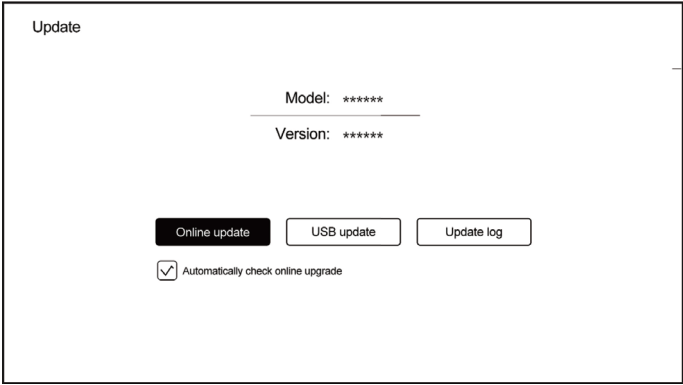 Update
Model: ******
Version: ******
Online update USB update Update log
Automatically check online upgrade